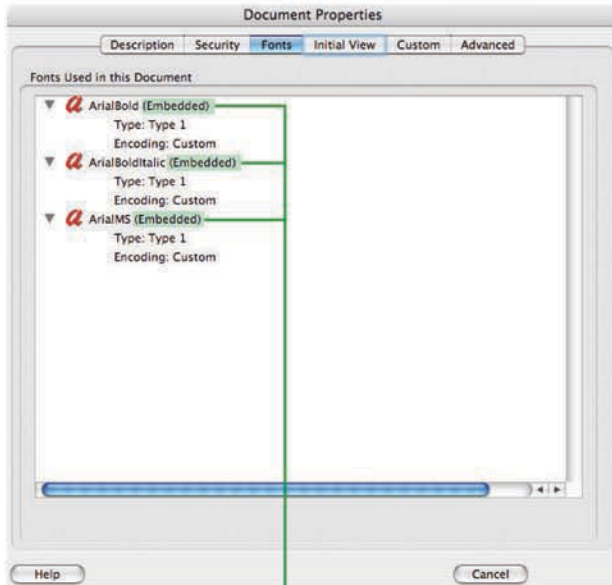 Document Properties
Description Security Fonts Initial View Custom Advanced
Fonts Used in this Document
ArialBold (Embedded)
Type: Type 1
Encoding: Custom
ArialBoldItalic (Embedded)
Type: Type 1
Encoding: Custom
ArialMS (Embedded)
Type: Type 1
Encoding: Custom
Help Cancel